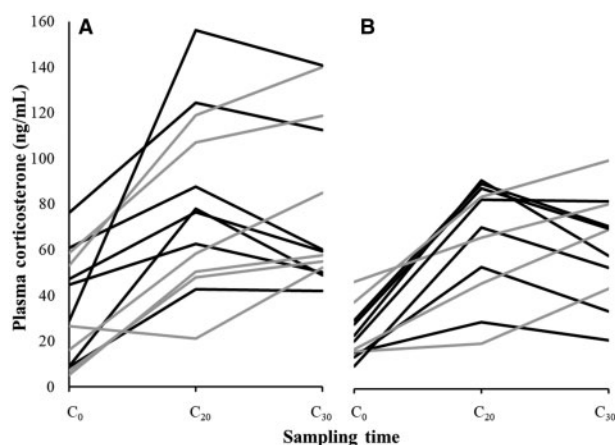 A
B
Plasma corticosterone (ng/mL)
160
140
120
100
80
60
40
20
0
C₀
C₂₀
C₃₀
C₀
C₂₀
C₃₀
Sampling time